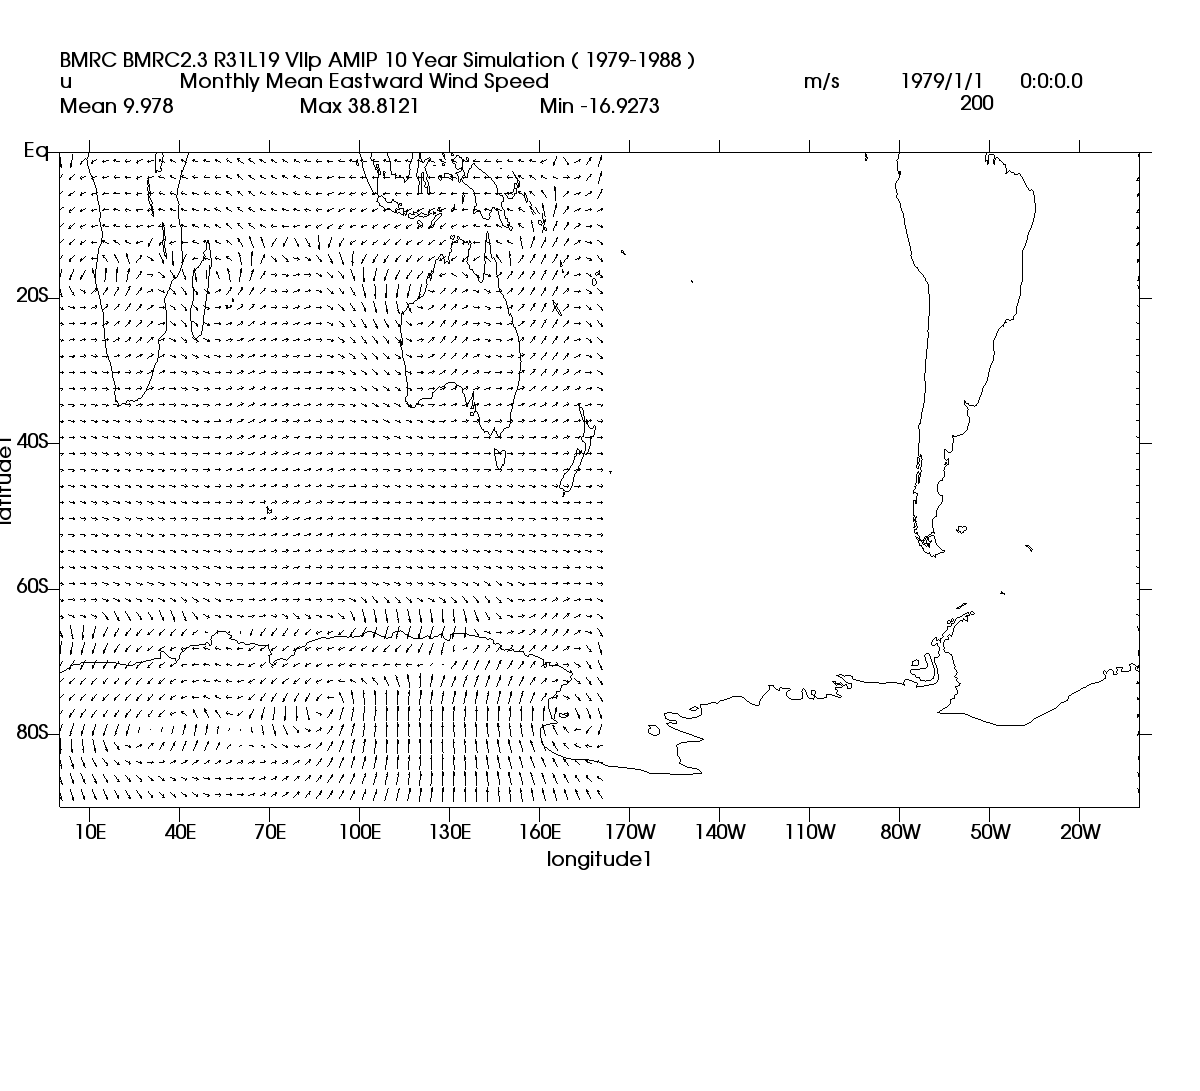 BMRC BMRC2.3 R31L19 VIIp AMIP 10 Year Simulation ( 1979-1988 )
u Monthly Mean Eastward Wind Speed m/s 1979/1/1 0:0:0.0
Mean 9.978 Max 38.8121 Min -16.9273 200
Eq
20S
40S
latitude1
60S
80S
10E 40E 70E 100E 130E 160E 170W 140W 110W 80W 50W 20W
longitude1